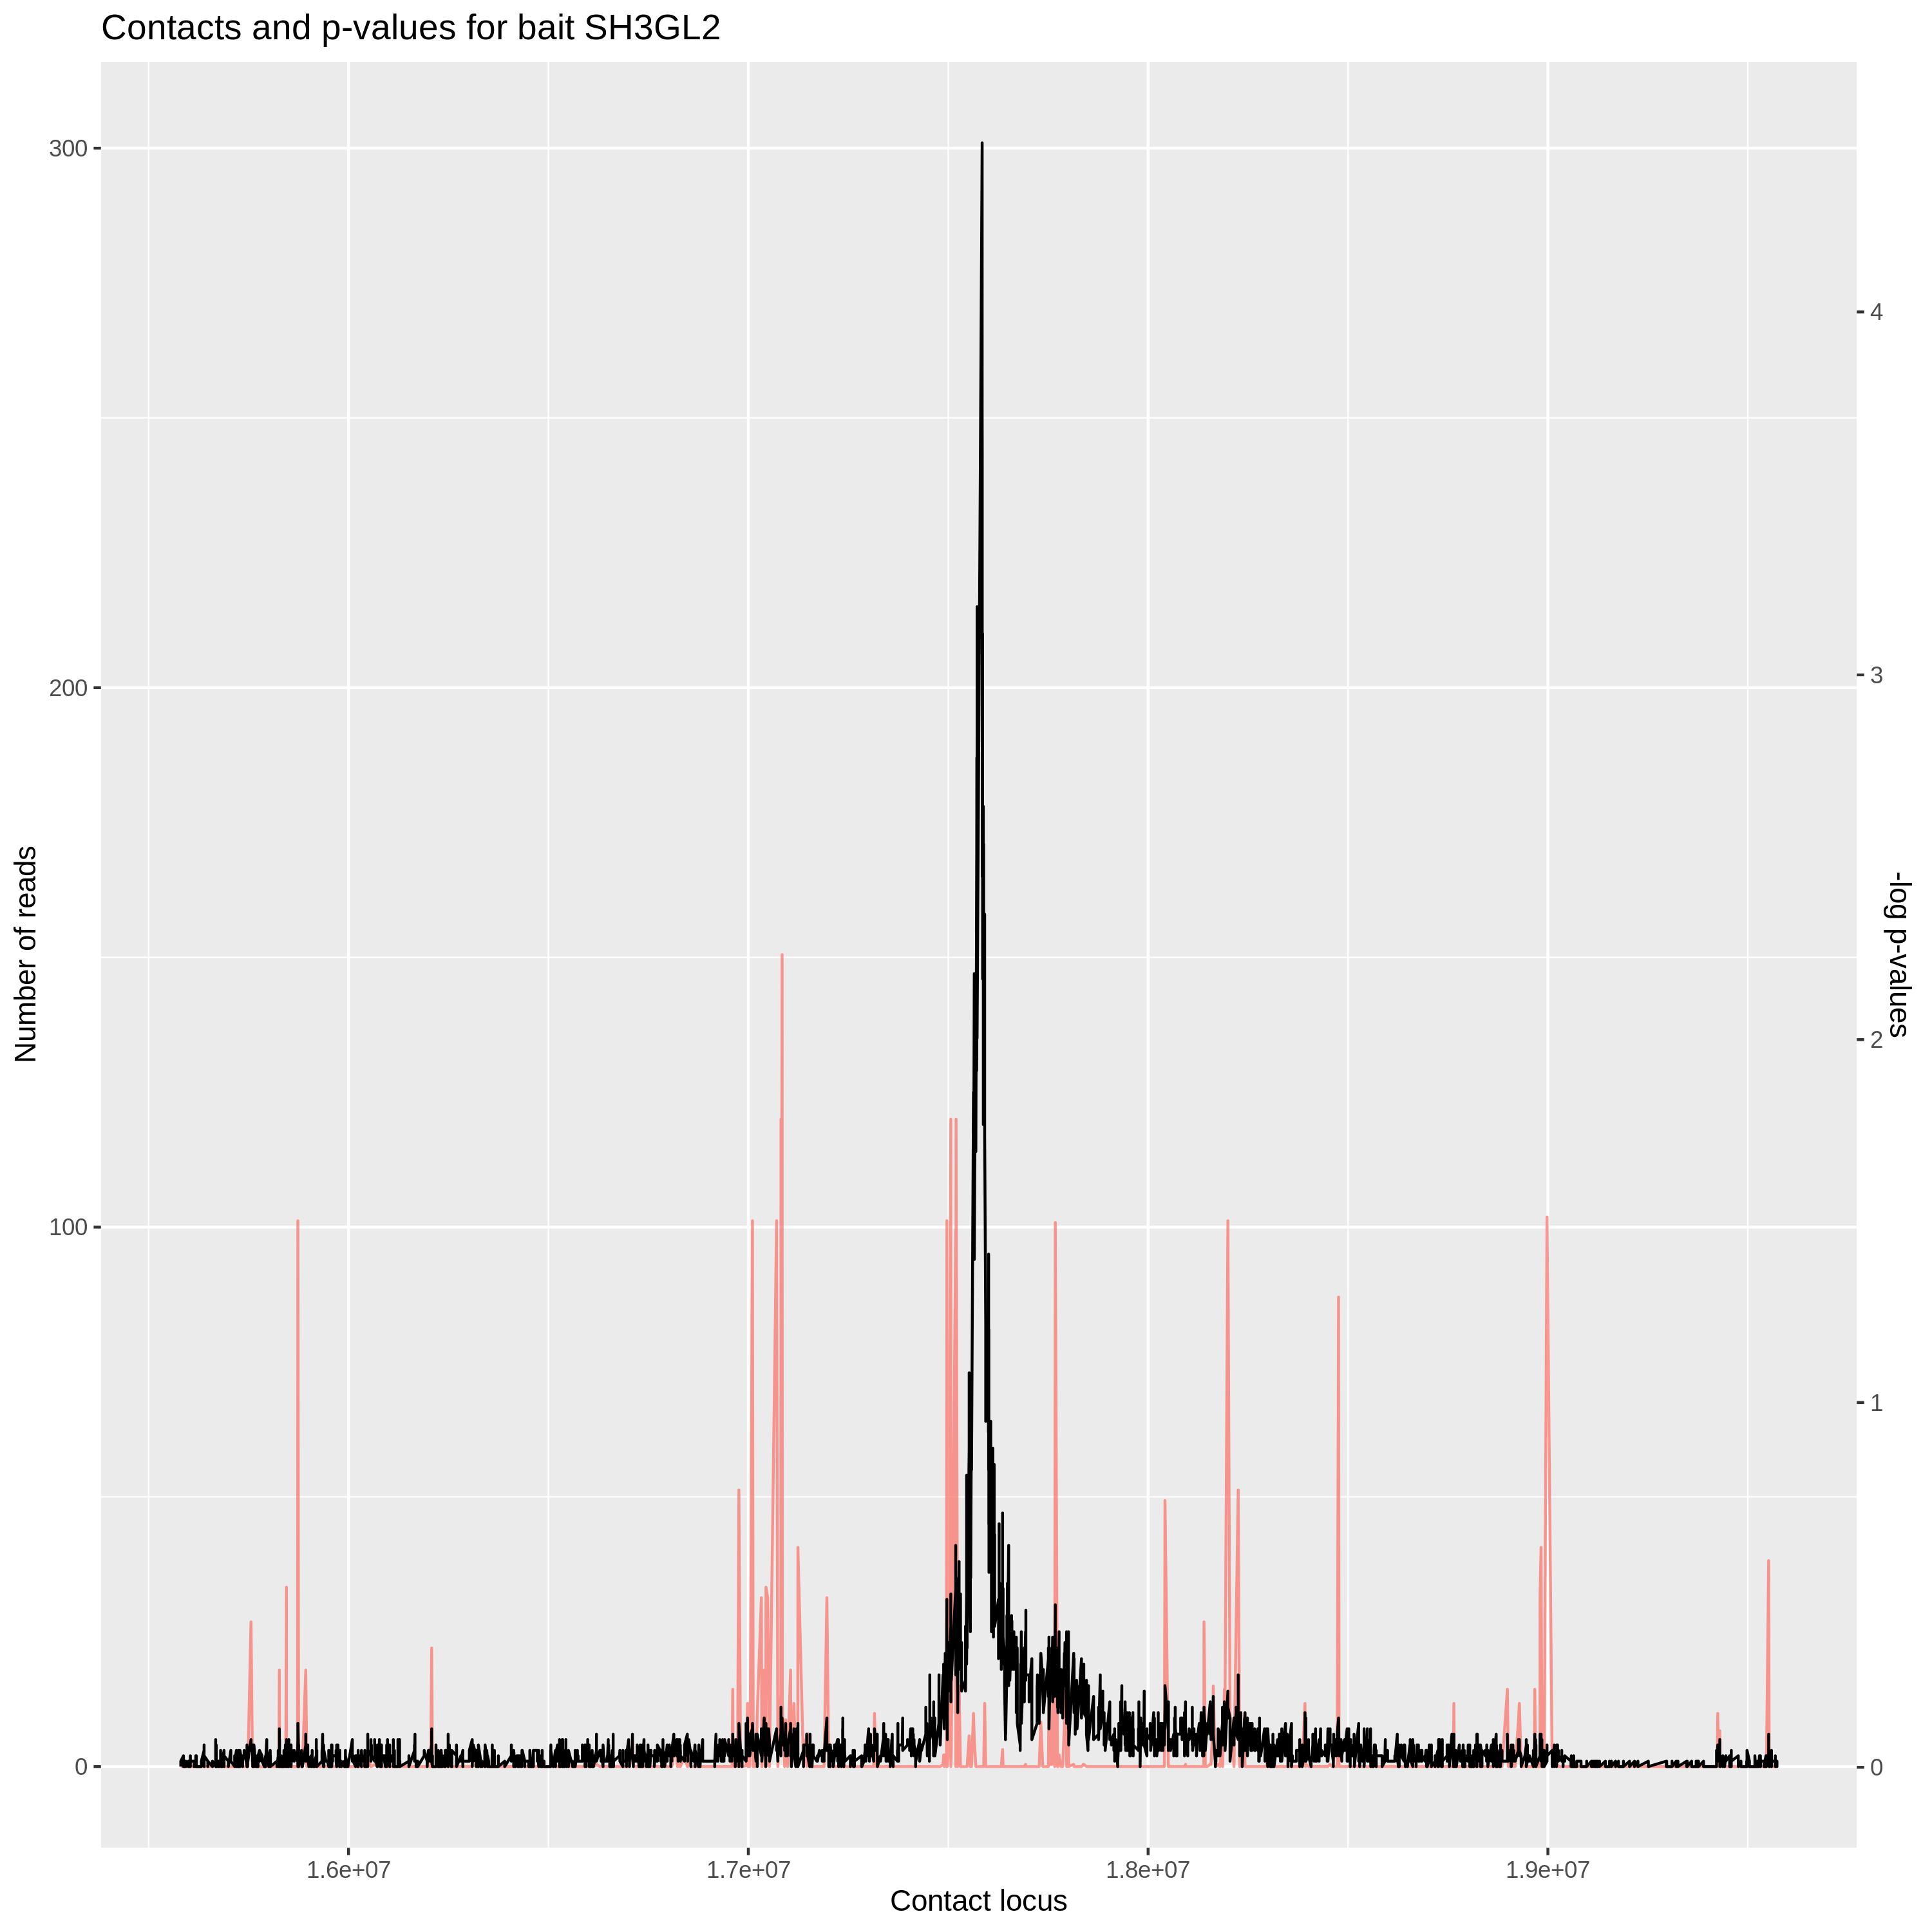 Contacts and p-values for bait SH3GL2
300
200
100
0
Number of reads
4
3
2
1
0
-log p-values
1.6e+07
1.7e+07
1.8e+07
1.9e+07
Contact locus